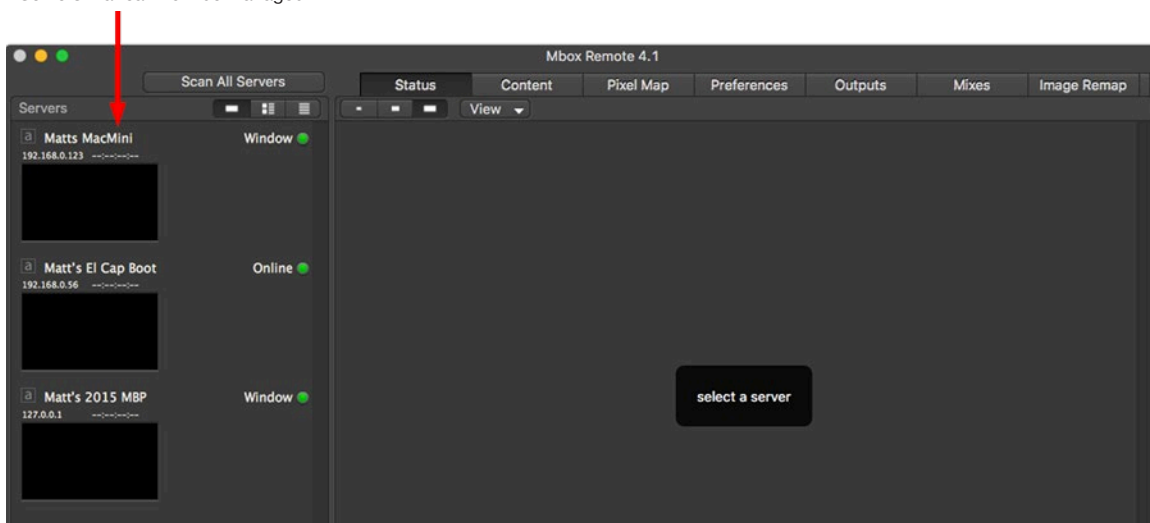 Mbox Remote 4.1
Scan All Servers
Status Content Pixel Map Preferences Outputs Mixes Image Remap
Servers
View
a Matts MacMini Window
192.168.0.123 --:--:--:--
a Matt's El Cap Boot Online
192.168.0.56 --:--:--:--
a Matt's 2015 MBP Window
127.0.0.1 --:--:--:--
select a server